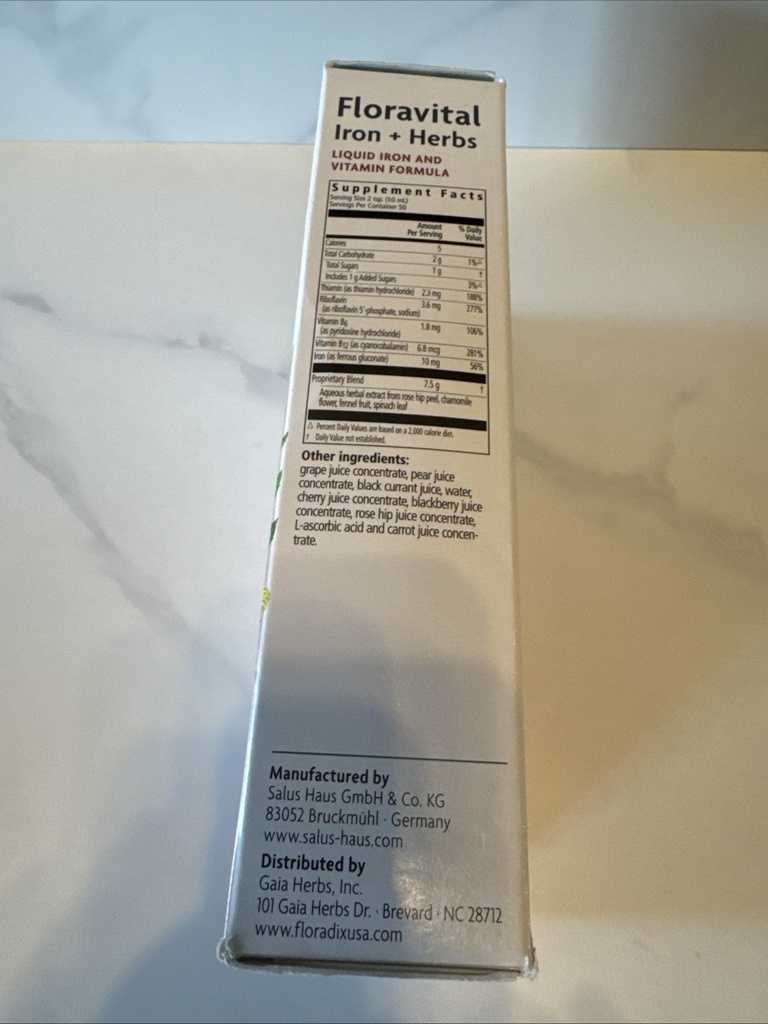 Floravital
Iron + Herbs
LIQUID IRON AND
VITAMIN FORMULA
Supplement Facts
Serving Size 2 tsp. (10 mL)
Servings Per Container 50
Amount Per Serving % Daily Value
Calories 5
Total Carbohydrate 2 g 1%△
Total Sugars 1 g †
Includes 1 g Added Sugars 3%△
Thiamin (as thiamin hydrochloride) 2.3 mg 188%
Riboflavin
(as riboflavin 5'-phosphate, sodium) 3.6 mg 277%
Vitamin B6
(as pyridoxine hydrochloride) 1.8 mg 106%
Vitamin B12 (as cyanocobalamin) 6.8 mcg 281%
Iron (as ferrous gluconate) 10 mg 56%
Proprietary Blend 7.5 g †
Aqueous herbal extract from rose hip peel, chamomile
flower, fennel fruit, spinach leaf
△ Percent Daily Values are based on a 2,000 calorie diet.
† Daily Value not established.
Other ingredients:
grape juice concentrate, pear juice
concentrate, black currant juice, water,
cherry juice concentrate, blackberry juice
concentrate, rose hip juice concentrate,
L-ascorbic acid and carrot juice concen-
trate.
Manufactured by
Salus Haus GmbH & Co. KG
83052 Bruckmühl · Germany
www.salus-haus.com
Distributed by
Gaia Herbs, Inc.
101 Gaia Herbs Dr. · Brevard · NC 28712
www.floradixusa.com